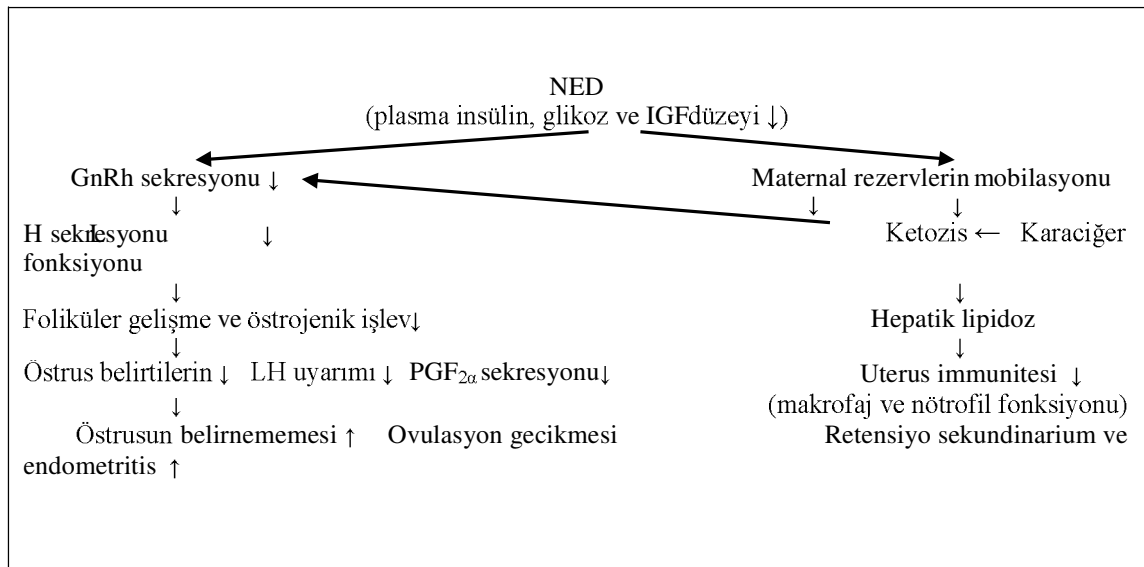 NED
(plasma insülin, glikoz ve IGFdüzeyi ↓)
GnRh sekresyonu ↓ Maternal rezervlerin mobilasyonu
↓ ↓ ↓
sekresyonu ↓ Ketozis ← Karaciğer
fonksiyonu
↓ ↓
Foliküler gelişme ve östrojenik işlev↓ Hepatik lipidoz
↓ ↓
Östrus belirtilerin ↓ LH uyarımı ↓ PGF2α sekresyonu↓ Uterus immunitesi ↓
↓ (makrofaj ve nötrofil fonksiyonu)
Östrusun belirnememesi ↑ Ovulasyon gecikmesi Retensiyo sekundinarium ve
endometritis ↑